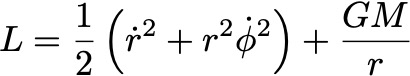 L = \frac{1}{2} \left( \dot{r}^2 + r^2 \dot{\phi}^2 \right) + \frac{GM}{r}